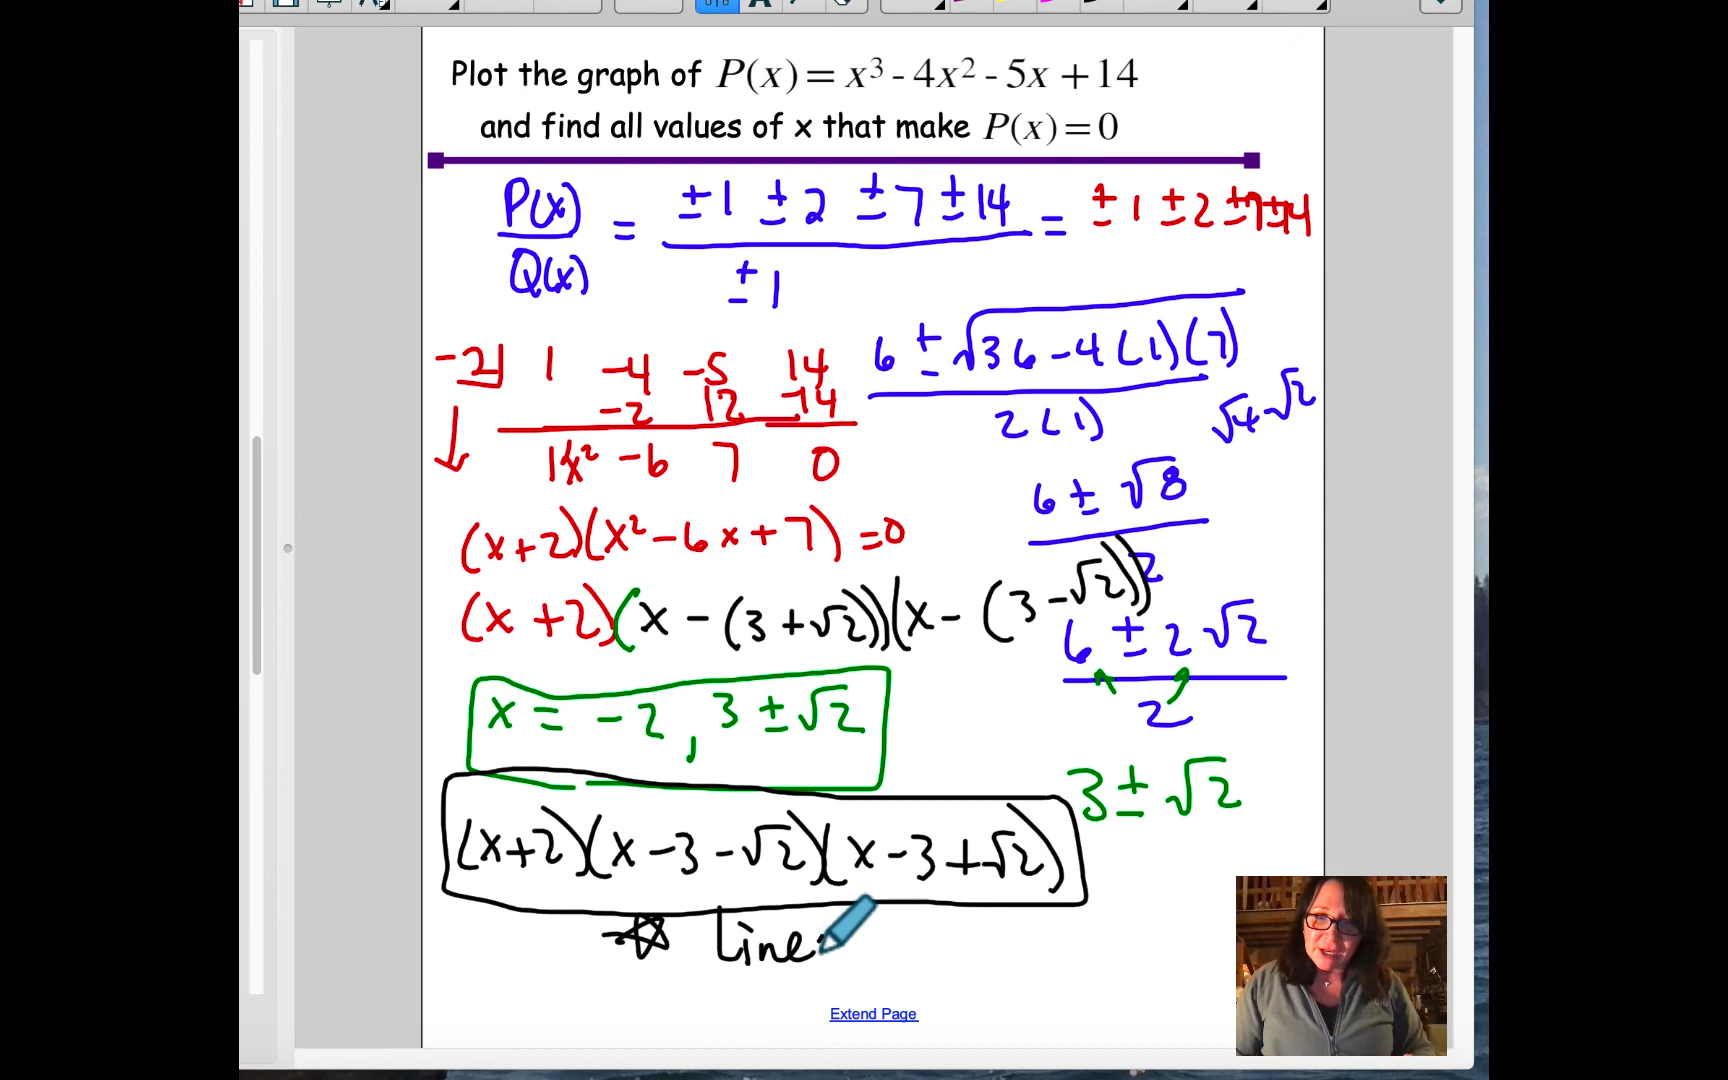 Plot the graph of P(x) = x³ - 4x² - 5x + 14
and find all values of x that make P(x) = 0
P(x)/Q(x) = ±1 ±2 ±7 ±14 / ±1 = ±1 ±2 ±7 ±14
-2 1 -4 -5 14
-2 12 -14
1x² -6 7 0
6 ± √36 - 4(1)(7)
2(1)
√4 √2
6 ± √8
2
(x+2)(x² - 6x + 7) = 0
(x + 2)(x - (3 + √2))(x - (3 - √2))
6 ± 2√2
2
x = -2, 3 ± √2
3 ± √2
(x+2)(x - 3 - √2)(x - 3 + √2)
Line
Extend Page